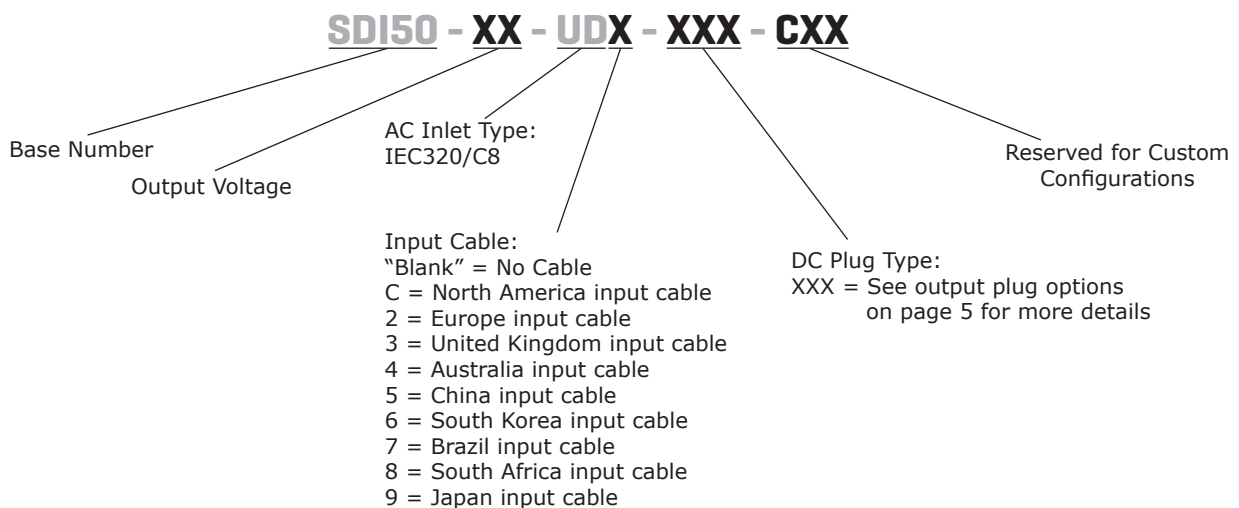 SDI50 - XX - UDX - XXX - CXX
Base Number
Output Voltage
AC Inlet Type:
IEC320/C8
Input Cable:
“Blank” = No Cable
C = North America input cable
2 = Europe input cable
3 = United Kingdom input cable
4 = Australia input cable
5 = China input cable
6 = South Korea input cable
7 = Brazil input cable
8 = South Africa input cable
9 = Japan input cable
DC Plug Type:
XXX = See output plug options
on page 5 for more details
Reserved for Custom
Configurations